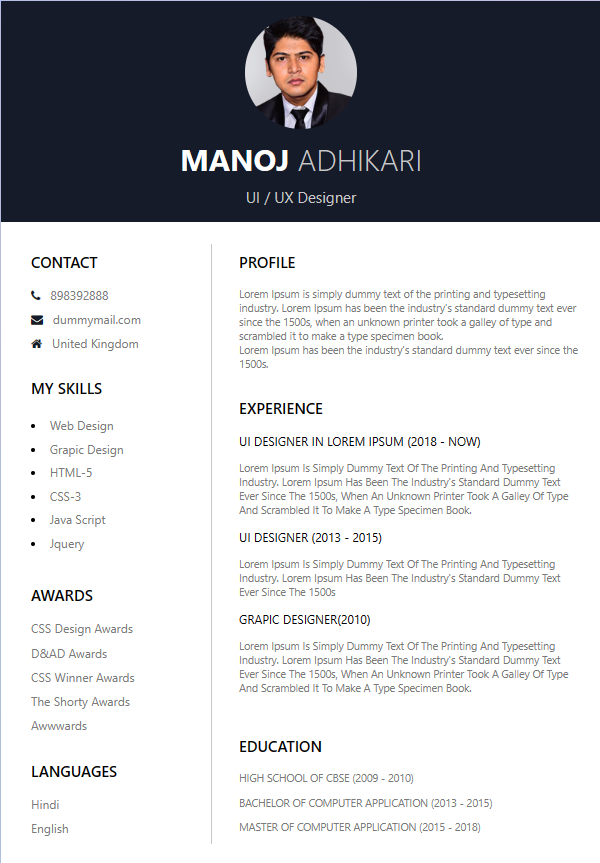 MANOJ ADHIKARI
UI / UX Designer
CONTACT
898392888
dummymail.com
United Kingdom
MY SKILLS
Web Design
Grapic Design
HTML-5
CSS-3
Java Script
Jquery
AWARDS
CSS Design Awards
D&AD Awards
CSS Winner Awards
The Shorty Awards
Awwwards
LANGUAGES
Hindi
English
PROFILE
Lorem Ipsum is simply dummy text of the printing and typesetting
industry. Lorem Ipsum has been the industry's standard dummy text ever
since the 1500s, when an unknown printer took a galley of type and
scrambled it to make a type specimen book.
Lorem Ipsum has been the industry's standard dummy text ever since the
1500s.
EXPERIENCE
UI DESIGNER IN LOREM IPSUM (2018 - NOW)
Lorem Ipsum Is Simply Dummy Text Of The Printing And Typesetting
Industry. Lorem Ipsum Has Been The Industry's Standard Dummy Text
Ever Since The 1500s, When An Unknown Printer Took A Galley Of Type
And Scrambled It To Make A Type Specimen Book.
UI DESIGNER (2013 - 2015)
Lorem Ipsum Is Simply Dummy Text Of The Printing And Typesetting
Industry. Lorem Ipsum Has Been The Industry's Standard Dummy Text
Ever Since The 1500s
GRAPIC DESIGNER(2010)
Lorem Ipsum Is Simply Dummy Text Of The Printing And Typesetting
Industry. Lorem Ipsum Has Been The Industry's Standard Dummy Text
Ever Since The 1500s, When An Unknown Printer Took A Galley Of Type
And Scrambled It To Make A Type Specimen Book.
EDUCATION
HIGH SCHOOL OF CBSE (2009 - 2010)
BACHELOR OF COMPUTER APPLICATION (2013 - 2015)
MASTER OF COMPUTER APPLICATION (2015 - 2018)